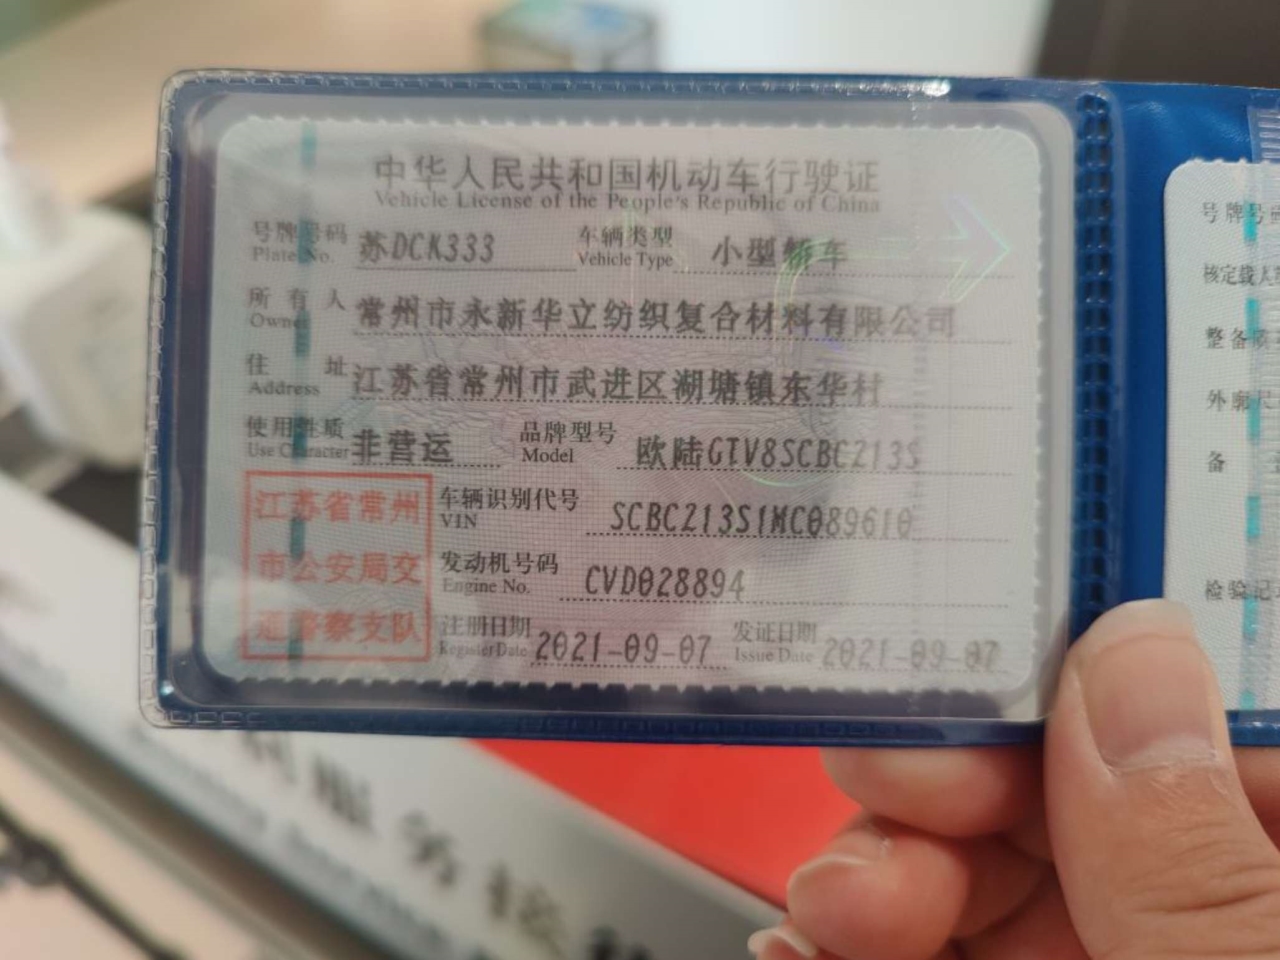 中华人民共和国机动车行驶证
Vehicle License of the People's Republic of China
号牌号码 苏DCK333 车辆类型 小型轿车
Plate No. Vehicle Type
所有人 常州市永新华立纺织复合材料有限公司
Owner
住址 江苏省常州市武进区湖塘镇东华村
Address
使用性质 非营运 品牌型号 欧陆GTV8SCBC213S
Use Character Model
江苏省常州
市公安局交
通警察支队
车辆识别代号 SCBC213S1MC089610
VIN
发动机号码 CVD028894
Engine No.
注册日期 2021-09-07 发证日期 2021-09-07
Register Date Issue Date
号牌号
核定载人
整备质
外廓尺
备
检验记
服务